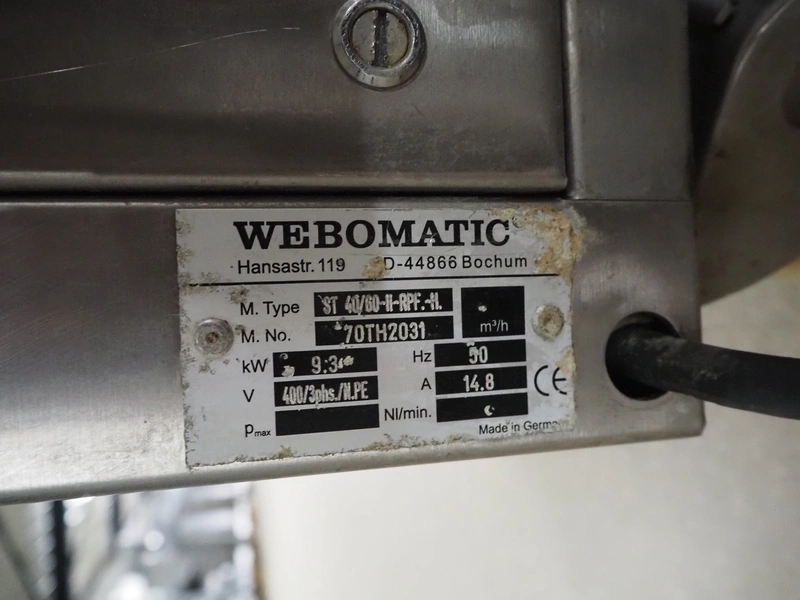 WEBOMATIC
Hansastr. 119 D-44866 Bochum
M. Type ST 40/60-II-RPF.-H.
M. No. 70TH2031 m³/h
kW 9.3 Hz 50
V 400/3phs./N.PE A 14.8 CE
pmax Nl/min.
Made in